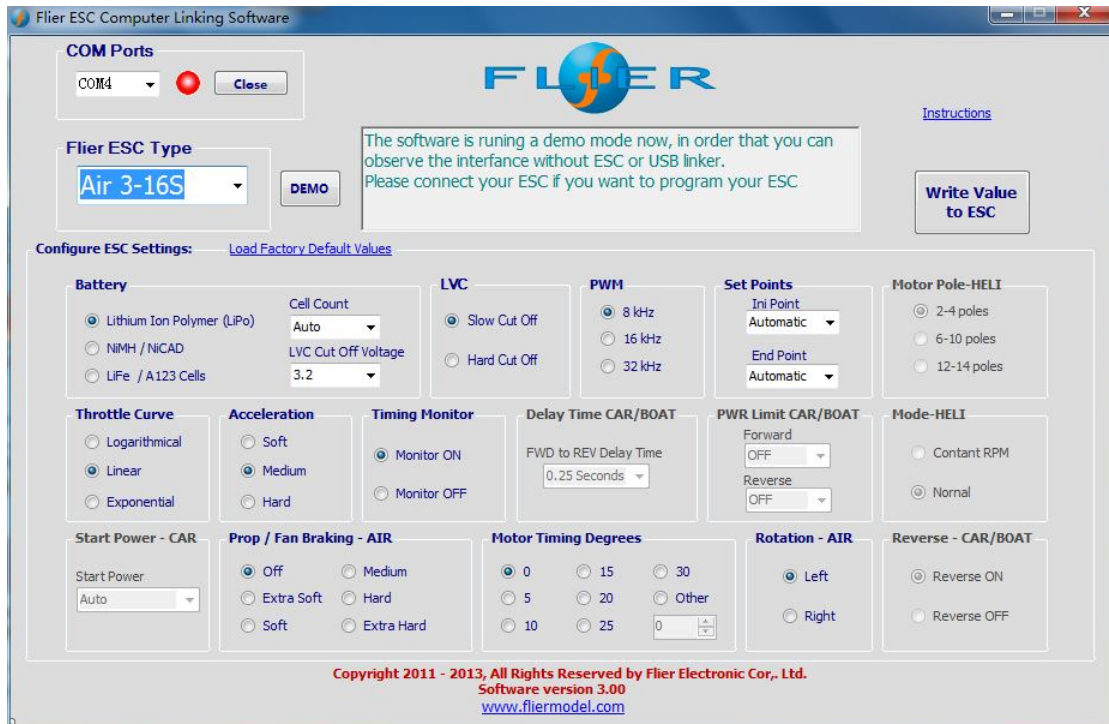 Flier ESC Computer Linking Software
COM Ports
COM4
Close
FLIER
Instructions
Flier ESC Type
Air 3-16S
DEMO
The software is runing a demo mode now, in order that you can
observe the interfance without ESC or USB linker.
Please connect your ESC if you want to program your ESC
Write Value
to ESC
Configure ESC Settings:
Load Factory Default Values
Battery
Lithium Ion Polymer (LiPo)
NiMH / NiCAD
LiFe / A123 Cells
Cell Count
Auto
LVC Cut Off Voltage
3.2
LVC
Slow Cut Off
Hard Cut Off
PWM
8 kHz
16 kHz
32 kHz
Set Points
Ini Point
Automatic
End Point
Automatic
Motor Pole-HELI
2-4 poles
6-10 poles
12-14 poles
Throttle Curve
Logarithmical
Linear
Exponential
Acceleration
Soft
Medium
Hard
Timing Monitor
Monitor ON
Monitor OFF
Delay Time CAR/BOAT
FWD to REV Delay Time
0.25 Seconds
PWR Limit CAR/BOAT
Forward
OFF
Reverse
OFF
Mode-HELI
Contant RPM
Normal
Start Power - CAR
Start Power
Auto
Prop / Fan Braking - AIR
Off
Extra Soft
Soft
Medium
Hard
Extra Hard
Motor Timing Degrees
0
5
10
15
20
25
30
Other
0
Rotation - AIR
Left
Right
Reverse - CAR/BOAT
Reverse ON
Reverse OFF
Copyright 2011 - 2013, All Rights Reserved by Flier Electronic Cor,. Ltd.
Software version 3.00
www.fliermodel.com